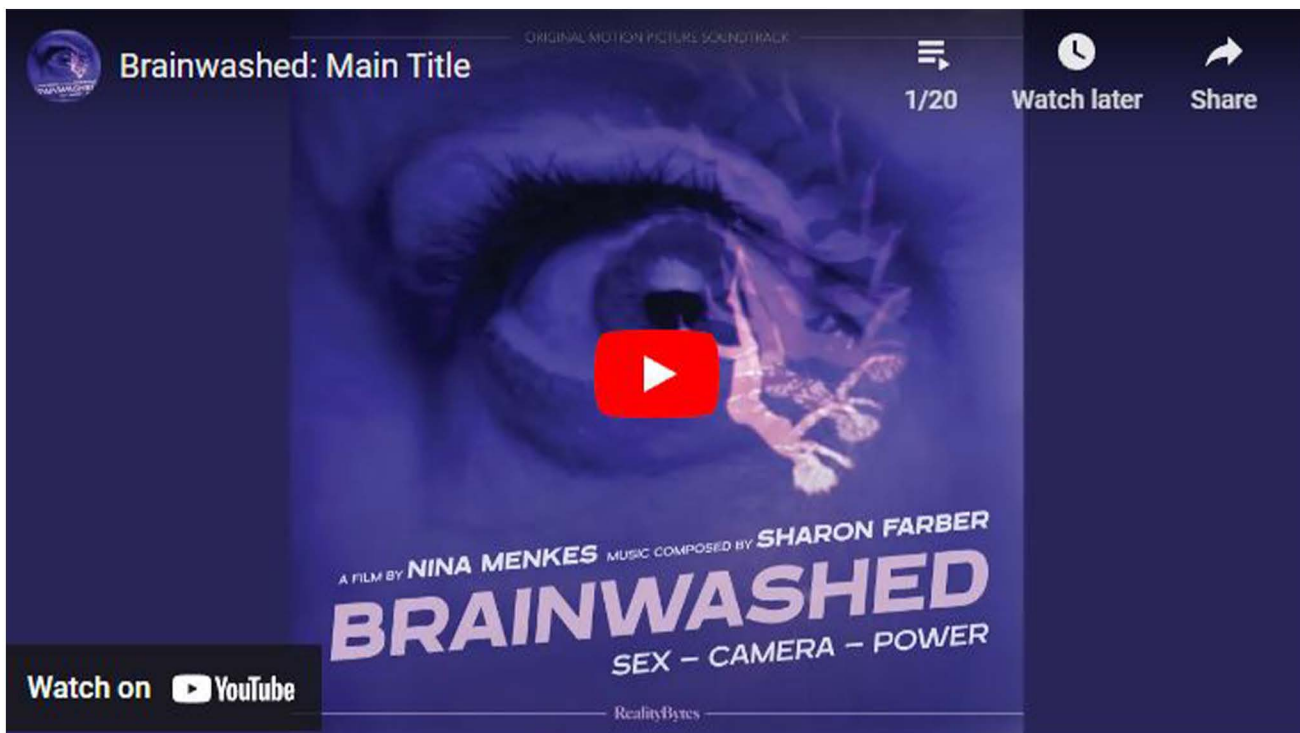 ORIGINAL MOTION PICTURE SOUNDTRACK
Brainwashed: Main Title
1/20
Watch later
Share
A FILM BY NINA MENKES MUSIC COMPOSED BY SHARON FARBER
BRAINWASHED
SEX – CAMERA – POWER
Watch on YouTube
RealityBytes